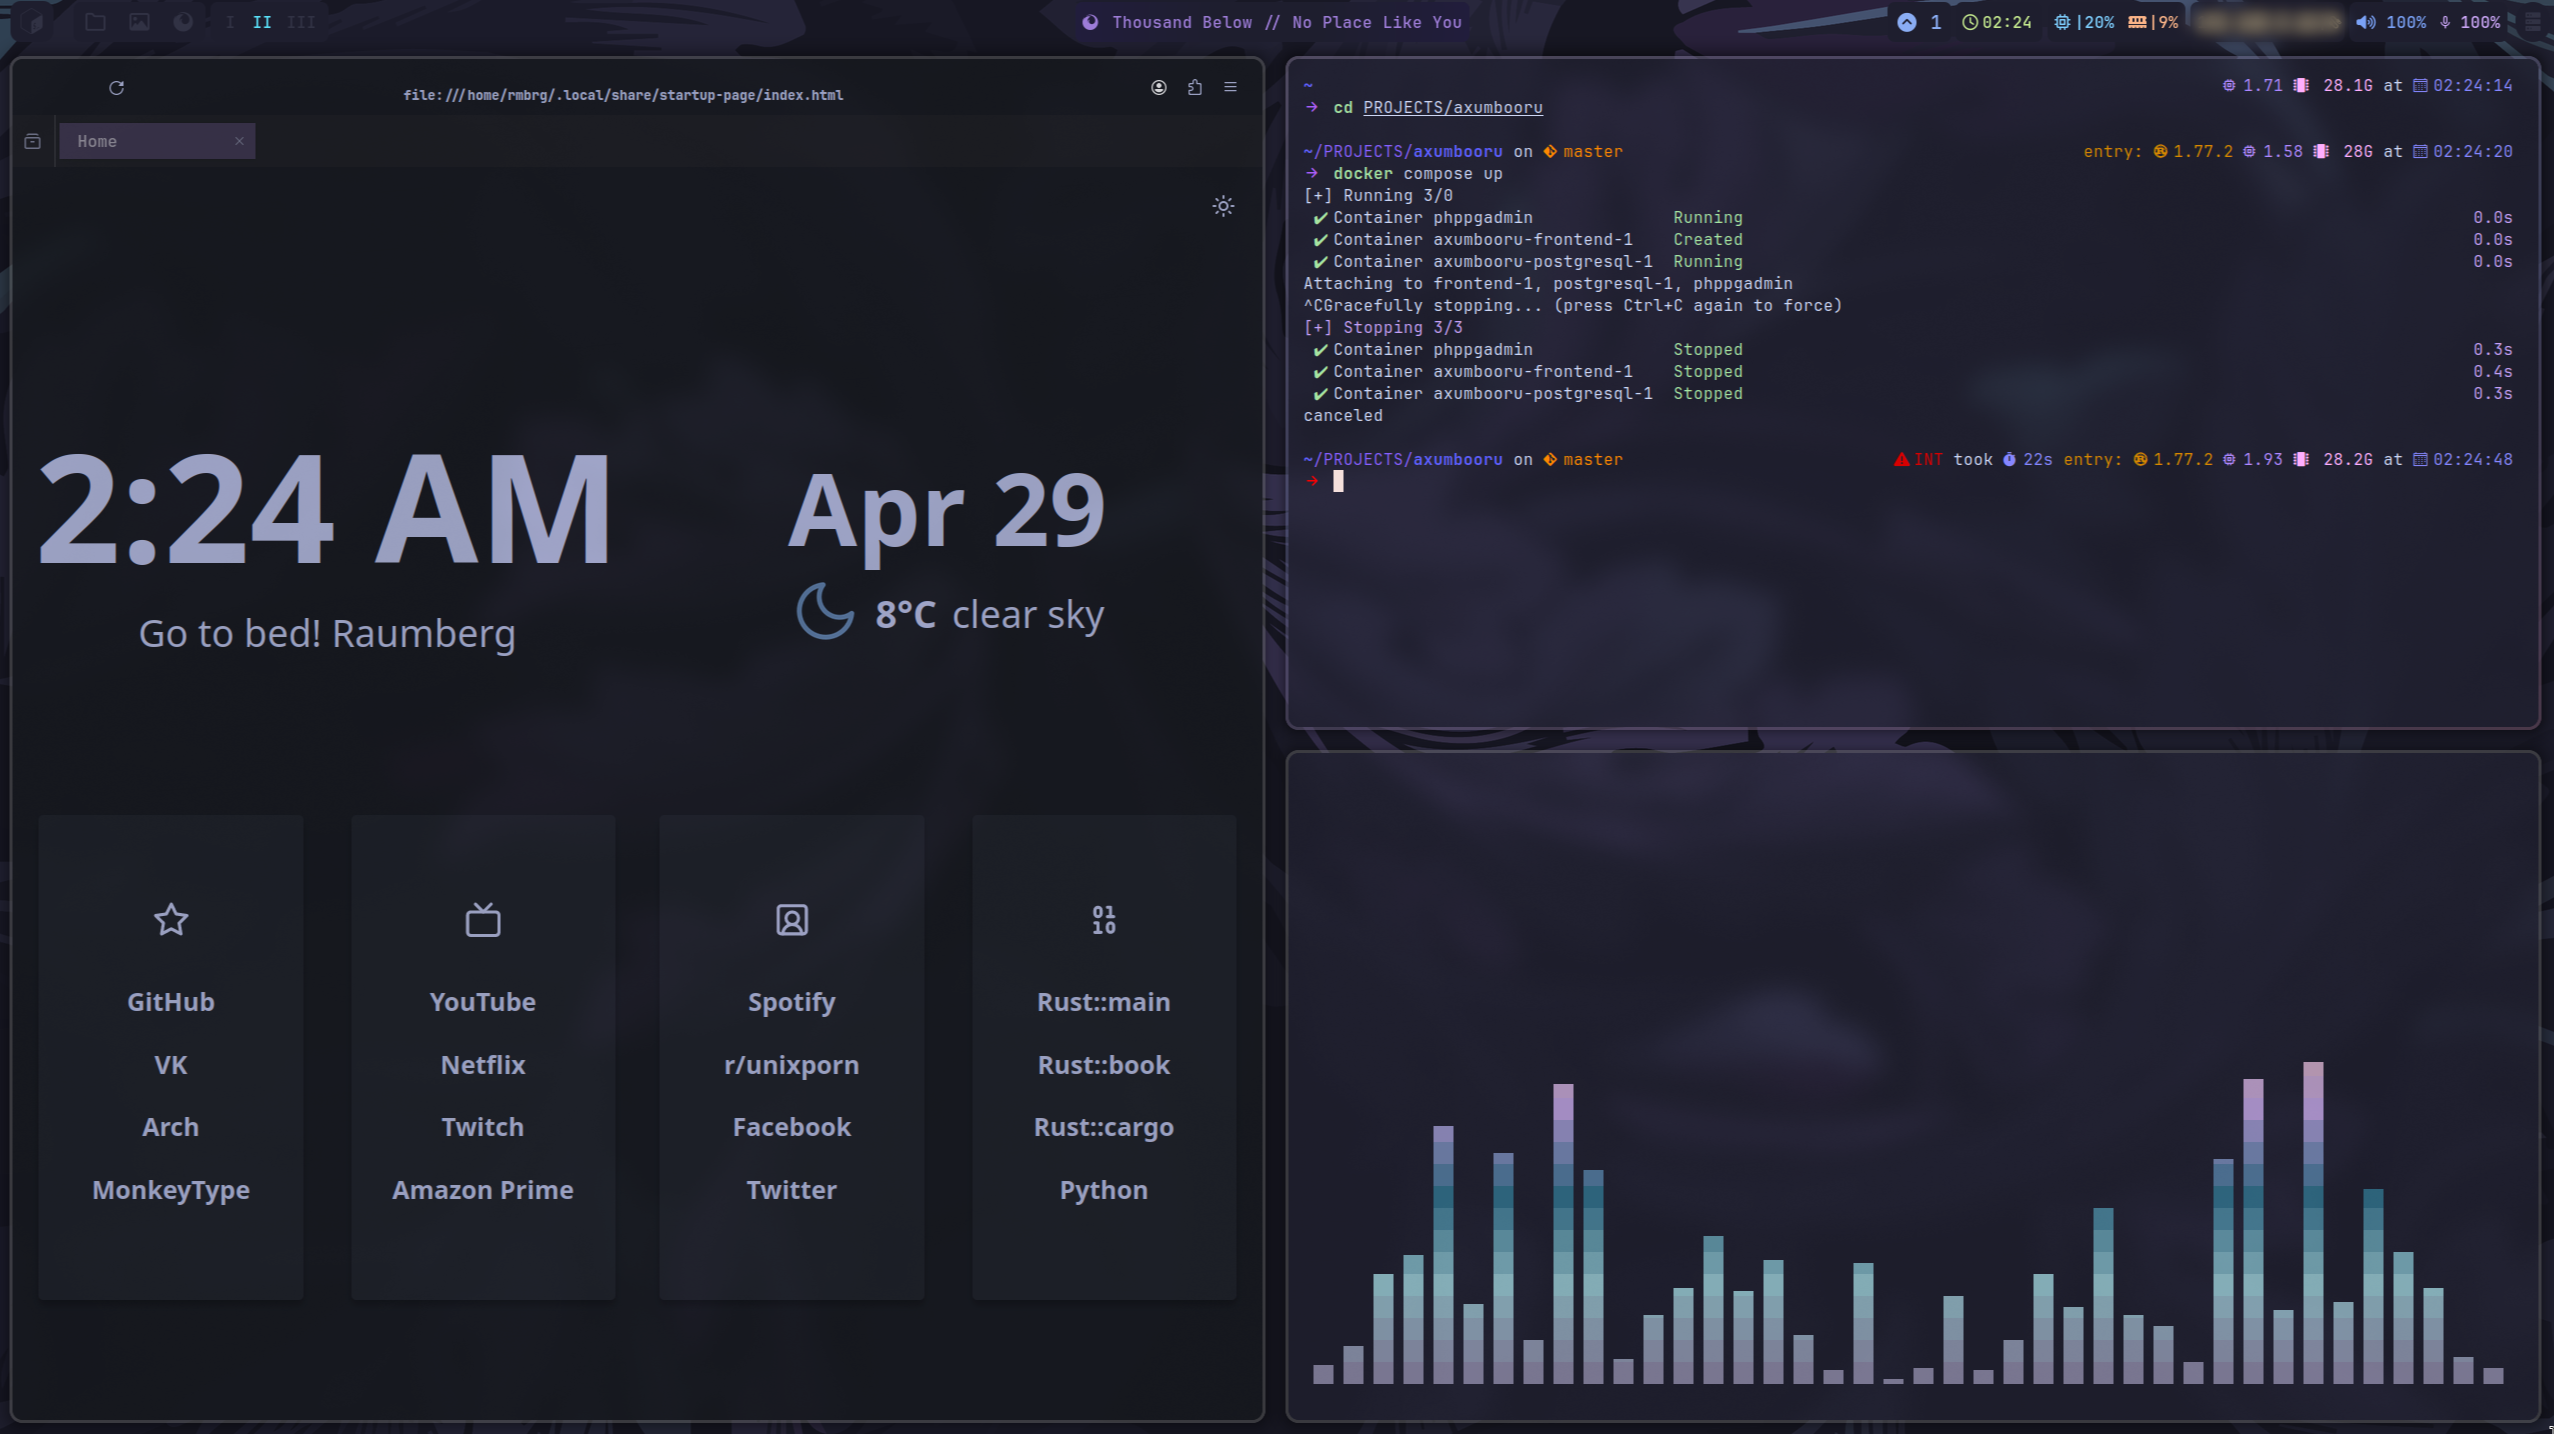 I II III
Thousand Below // No Place Like You
1 02:24 |20% |9% 100% 100%
file:///home/rmbrg/.local/share/startup-page/index.html
Home
2:24 AM
Go to bed! Raumberg
Apr 29
8°C clear sky
GitHub
VK
Arch
MonkeyType
YouTube
Netflix
Twitch
Amazon Prime
Spotify
r/unixporn
Facebook
Twitter
01
10
Rust::main
Rust::book
Rust::cargo
Python
~ 1.71 28.1G at 02:24:14
→ cd PROJECTS/axumbooru
~/PROJECTS/axumbooru on master entry: 1.77.2 1.58 28G at 02:24:20
→ docker compose up
[+] Running 3/0
✔ Container phppgadmin Running 0.0s
✔ Container axumbooru-frontend-1 Created 0.0s
✔ Container axumbooru-postgresql-1 Running 0.0s
Attaching to frontend-1, postgresql-1, phppgadmin
^CGracefully stopping... (press Ctrl+C again to force)
[+] Stopping 3/3
✔ Container phppgadmin Stopped 0.3s
✔ Container axumbooru-frontend-1 Stopped 0.4s
✔ Container axumbooru-postgresql-1 Stopped 0.3s
canceled
~/PROJECTS/axumbooru on master INT took 22s entry: 1.77.2 1.93 28.2G at 02:24:48
→